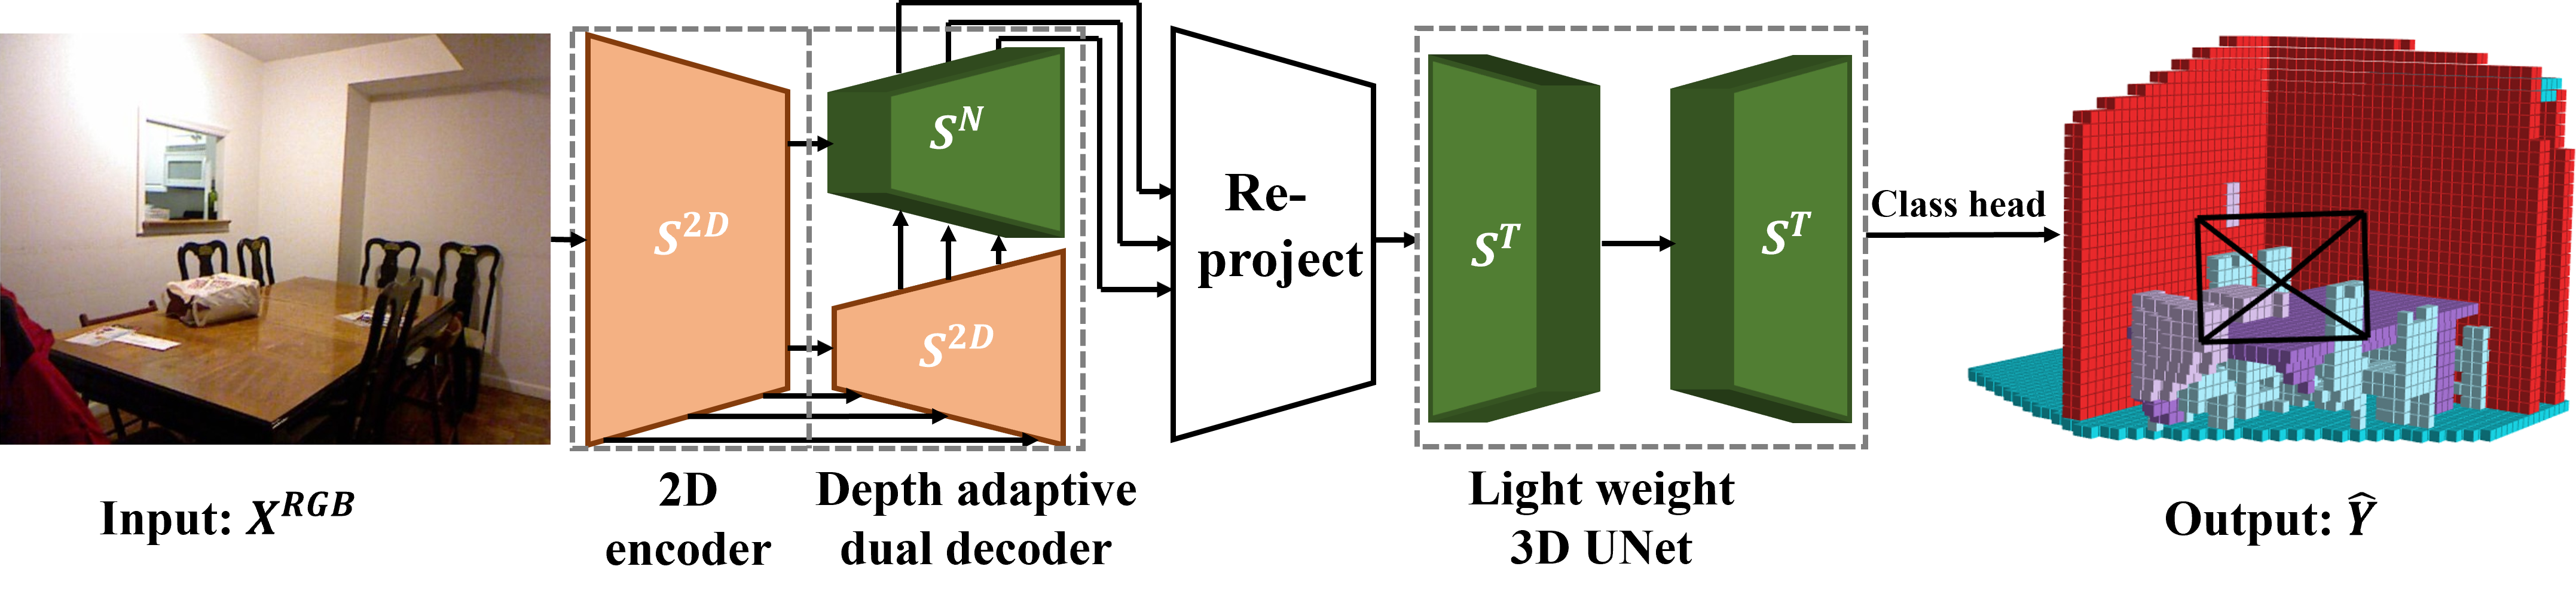 S^{2D}
S^N
S^{2D}
Re-
project
S^T
S^T
Class head
Input: X^{RGB}
2D
encoder
Depth adaptive
dual decoder
Light weight
3D UNet
Output: Ŷ